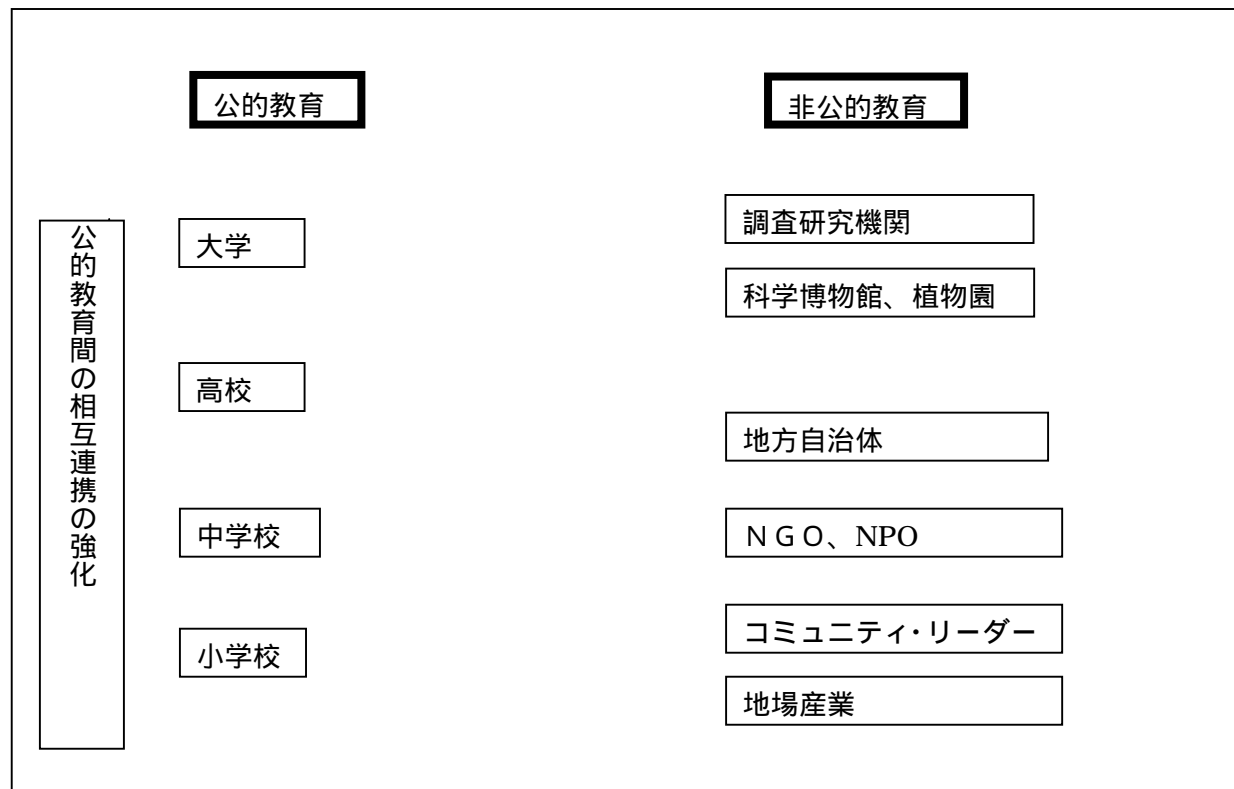 公的教育
非公的教育
公的教育間の相互連携の強化
大学
高校
中学校
小学校
調査研究機関
科学博物館、植物園
地方自治体
ＮＧＯ、NPO
コミュニティ・リーダー
地場産業